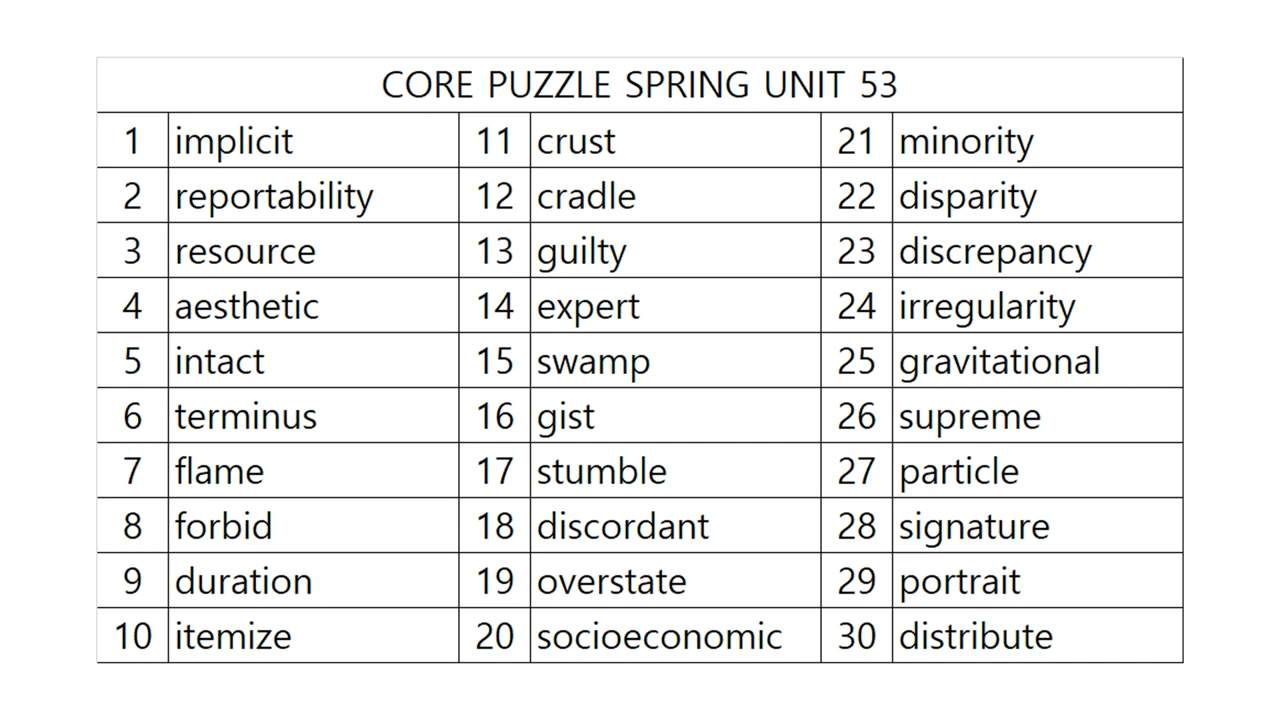 CORE PUZZLE SPRING UNIT 53
1 implicit 11 crust 21 minority
2 reportability 12 cradle 22 disparity
3 resource 13 guilty 23 discrepancy
4 aesthetic 14 expert 24 irregularity
5 intact 15 swamp 25 gravitational
6 terminus 16 gist 26 supreme
7 flame 17 stumble 27 particle
8 forbid 18 discordant 28 signature
9 duration 19 overstate 29 portrait
10 itemize 20 socioeconomic 30 distribute